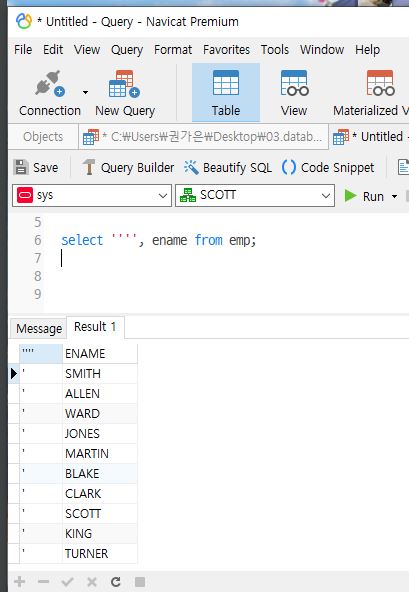 * Untitled - Query - Navicat Premium
File Edit View Query Format Favorites Tools Window Help
Connection New Query Table View Materialized V
Objects * C:₩Users₩권가은₩Desktop₩03.datab... * Untitled -
Save Query Builder Beautify SQL () Code Snippet
sys SCOTT Run
5
6 select '''', ename from emp;
7
8
9
Message Result 1
'''' ENAME
' SMITH
' ALLEN
' WARD
' JONES
' MARTIN
' BLAKE
' CLARK
' SCOTT
' KING
' TURNER